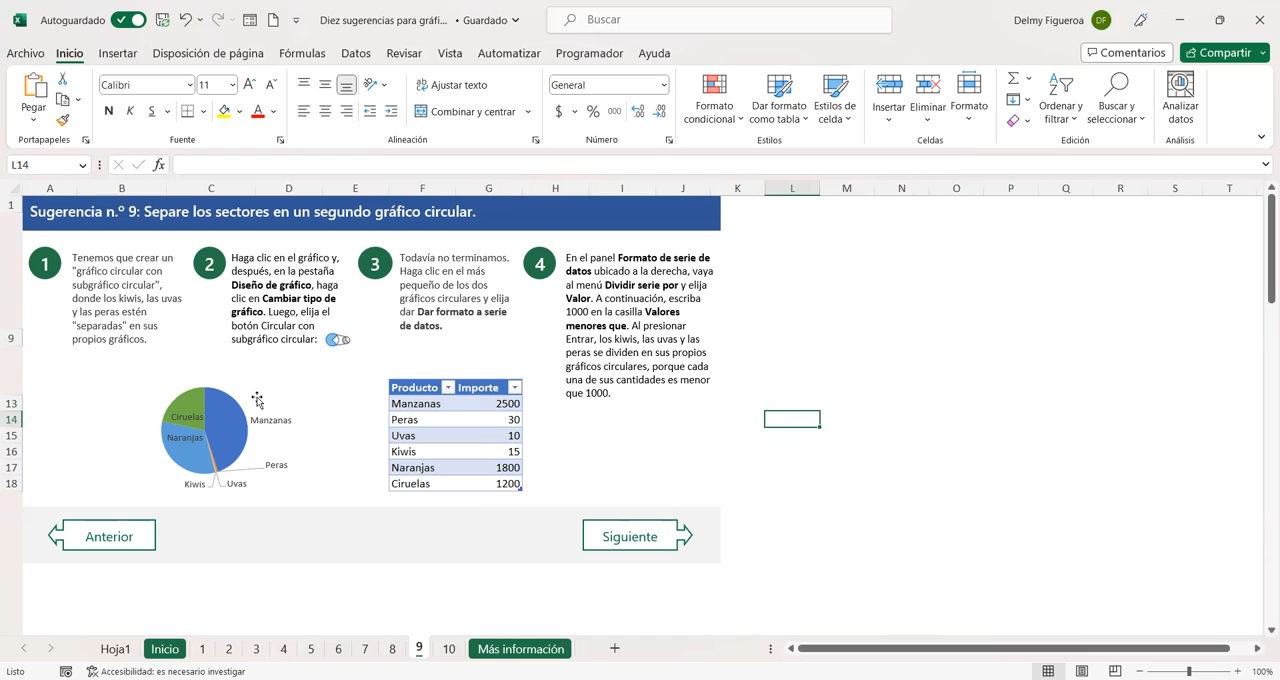 Autoguardado
Diez sugerencias para gráfi... • Guardado
Buscar
Delmy Figueroa DF
Archivo Inicio Insertar Disposición de página Fórmulas Datos Revisar Vista Automatizar Programador Ayuda
Comentarios Compartir
Pegar
Portapapeles
Calibri 11
N K S
Fuente
Ajustar texto
Combinar y centrar
Alineación
General
$ % 000
Número
Formato condicional
Dar formato como tabla
Estilos de celda
Estilos
Insertar Eliminar Formato
Celdas
Ordenar y filtrar
Buscar y seleccionar
Edición
Analizar datos
Análisis
L14 fx
A B C D E F G H I J K L M N O P Q R S T
1
Sugerencia n.º 9: Separe los sectores en un segundo gráfico circular.
1
Tenemos que crear un
"gráfico circular con
subgráfico circular",
donde los kiwis, las uvas
y las peras estén
"separadas" en sus
propios gráficos.
2
Haga clic en el gráfico y,
después, en la pestaña
Diseño de gráfico, haga
clic en Cambiar tipo de
gráfico. Luego, elija el
botón Circular con
subgráfico circular:
3
Todavía no terminamos.
Haga clic en el más
pequeño de los dos
gráficos circulares y elija
dar Dar formato a serie
de datos.
4
En el panel Formato de serie de
datos ubicado a la derecha, vaya
al menú Dividir serie por y elija
Valor. A continuación, escriba
1000 en la casilla Valores
menores que. Al presionar
Entrar, los kiwis, las uvas y las
peras se dividen en sus propios
gráficos circulares, porque cada
una de sus cantidades es menor
que 1000.
9
13
14
15
16
17
18
Ciruelas
Manzanas
Naranjas
Peras
Kiwis
Uvas
Producto Importe
Manzanas 2500
Peras 30
Uvas 10
Kiwis 15
Naranjas 1800
Ciruelas 1200
Anterior
Siguiente
Hoja1 Inicio 1 2 3 4 5 6 7 8 9 10 Más información
Listo
Accesibilidad: es necesario investigar
100%